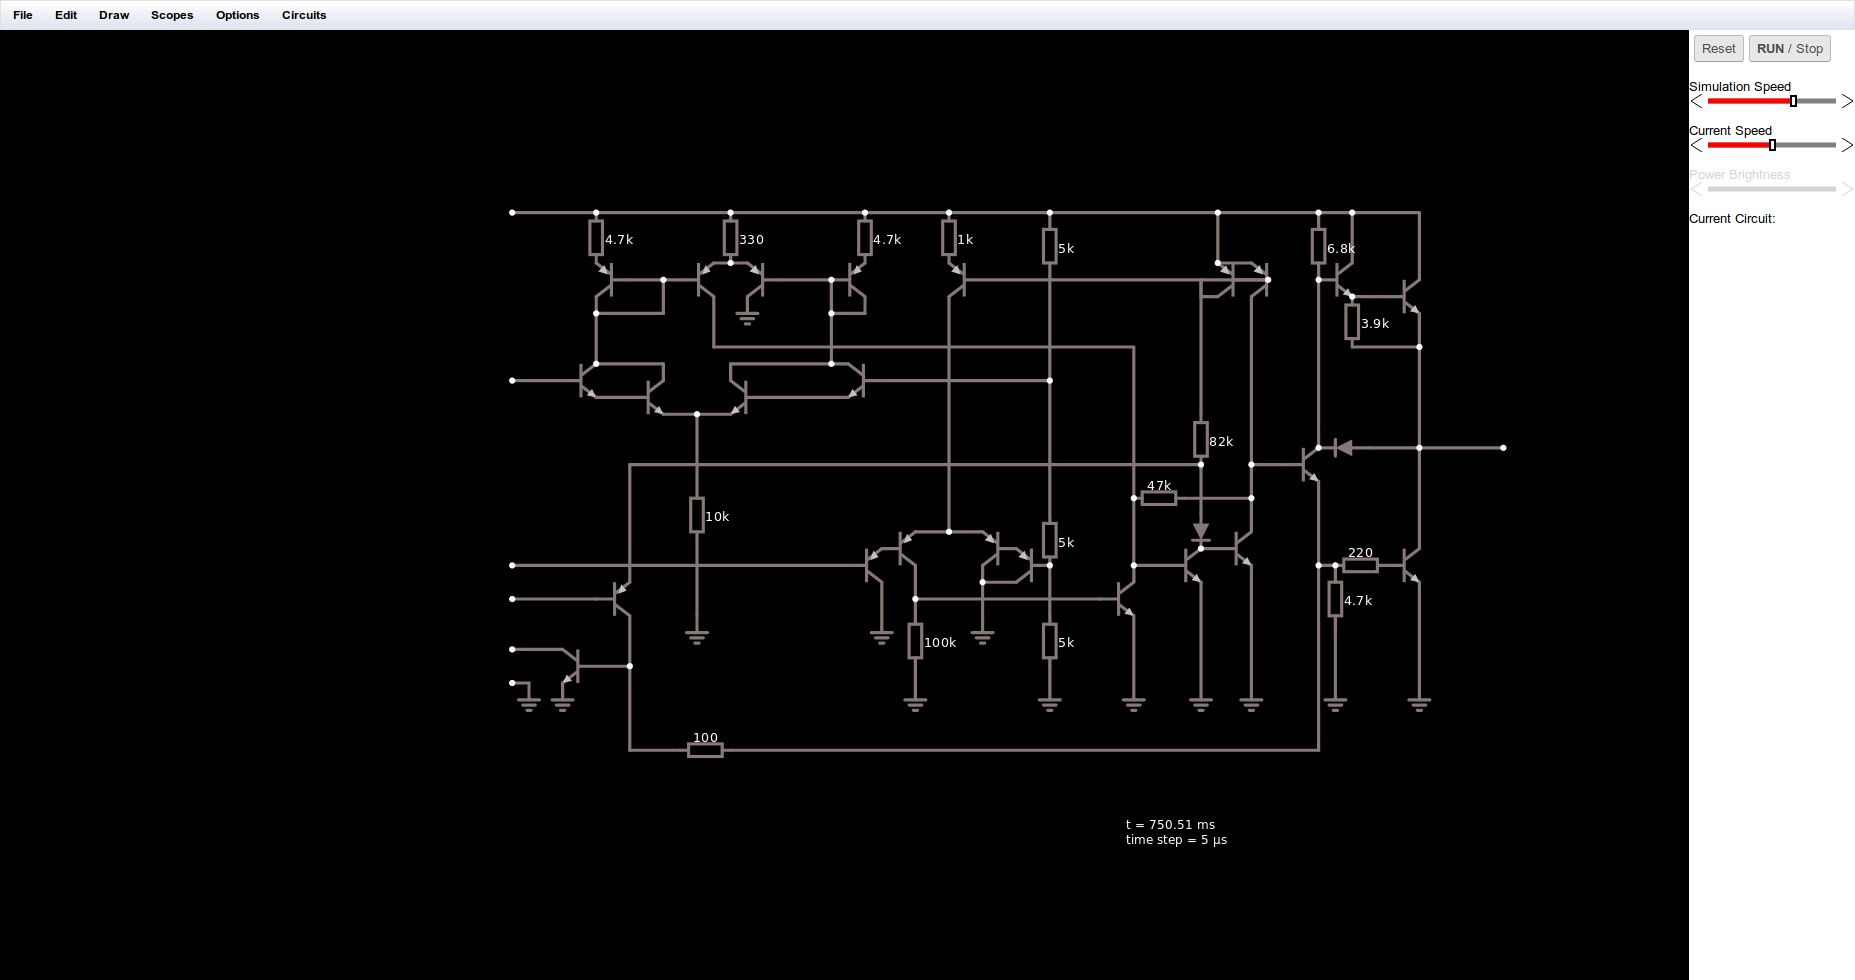 File Edit Draw Scopes Options Circuits
Reset RUN / Stop
Simulation Speed
Current Speed
Power Brightness
Current Circuit:
4.7k 330 4.7k 1k 5k 6.8k
3.9k
82k
47k
10k 5k 220
4.7k
100k 5k
100
t = 750.51 ms
time step = 5 µs